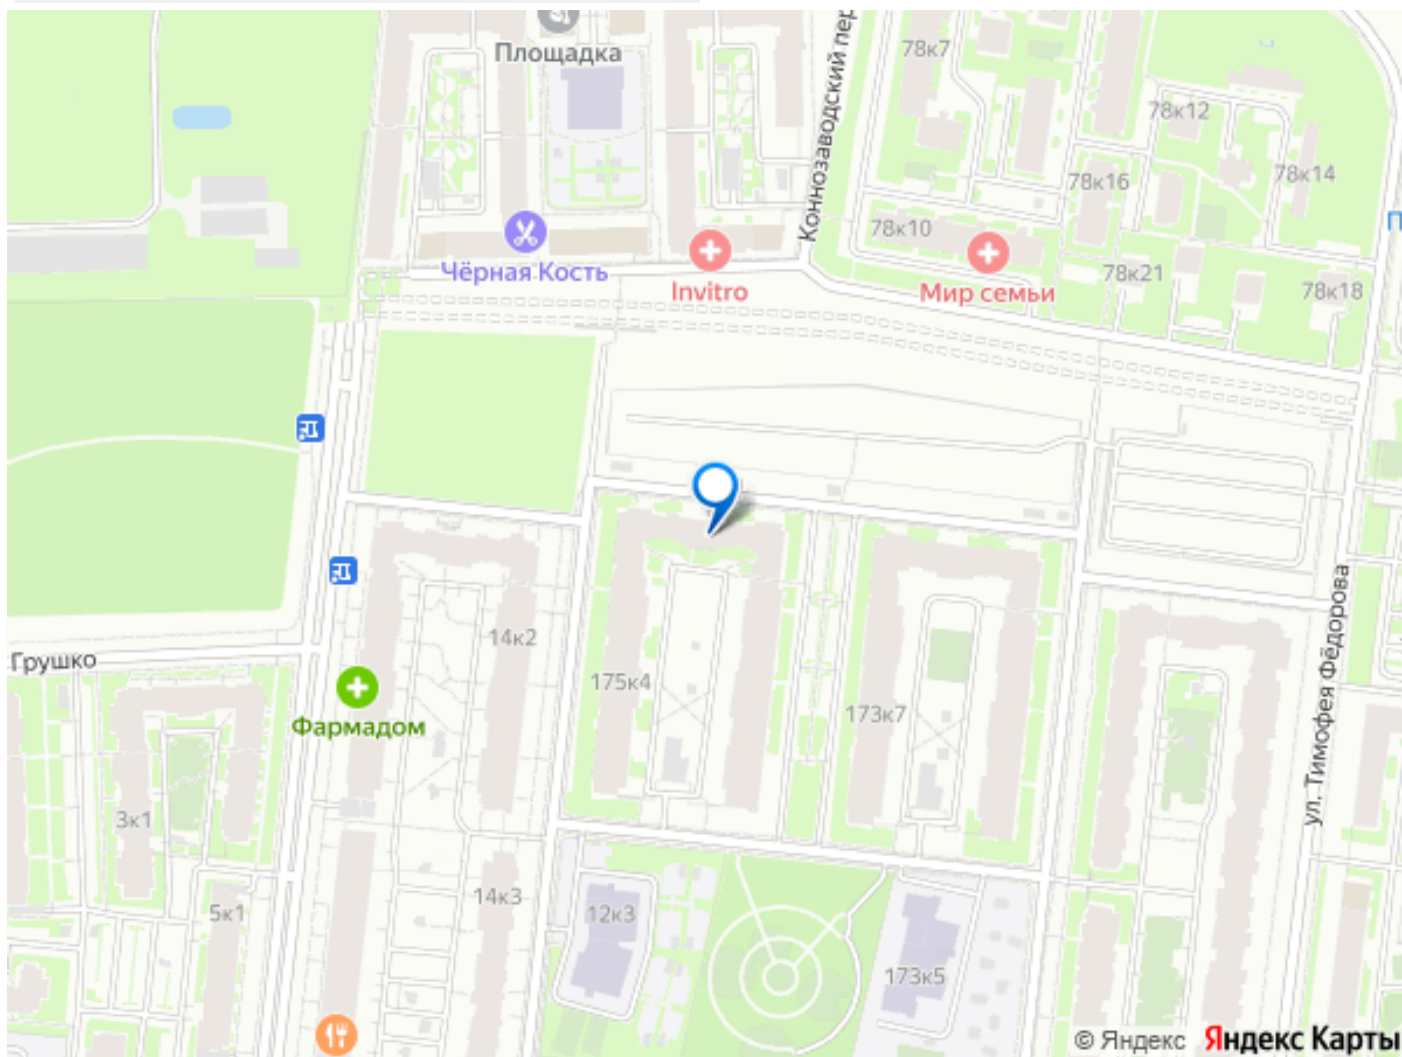 Площадка
Коннозаводский пер
78к7
78к12
78к16
78к14
78к10
Чёрная Кость
Invitro
Мир семьи
78к21
78к18
П
Грушко
14к2
Фармадом
175к4
173к7
ул. Тимофея Фёдорова
3к1
5к1
14к3
12к3
173к5
© Яндекс Яндекс Карты